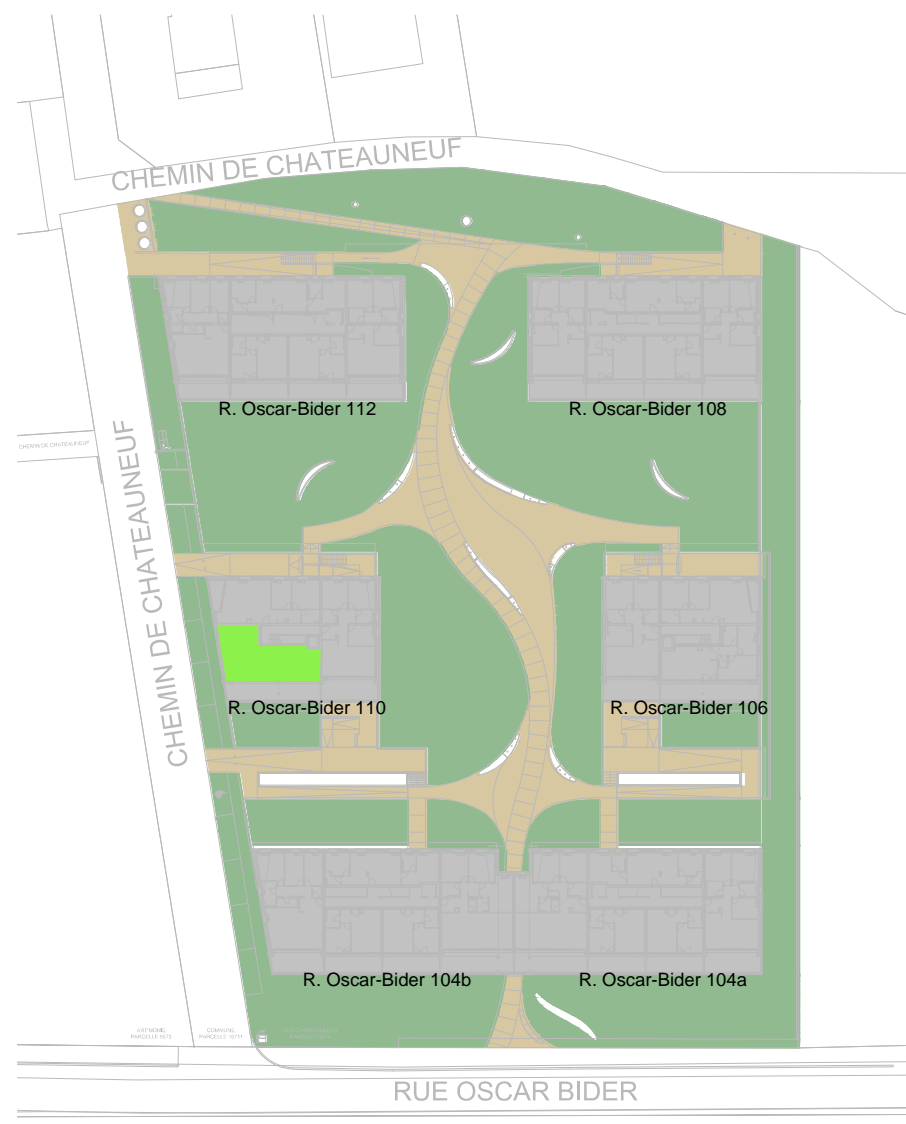 CHEMIN DE CHATEAUNEUF
R. Oscar-Bider 112
R. Oscar-Bider 108
CHEMIN DE CHATEAUNEUF
CHEMIN DE CHATEAUNEUF
R. Oscar-Bider 110
R. Oscar-Bider 106
R. Oscar-Bider 104b
R. Oscar-Bider 104a
COMMUNE
RUE OSCAR BIDER